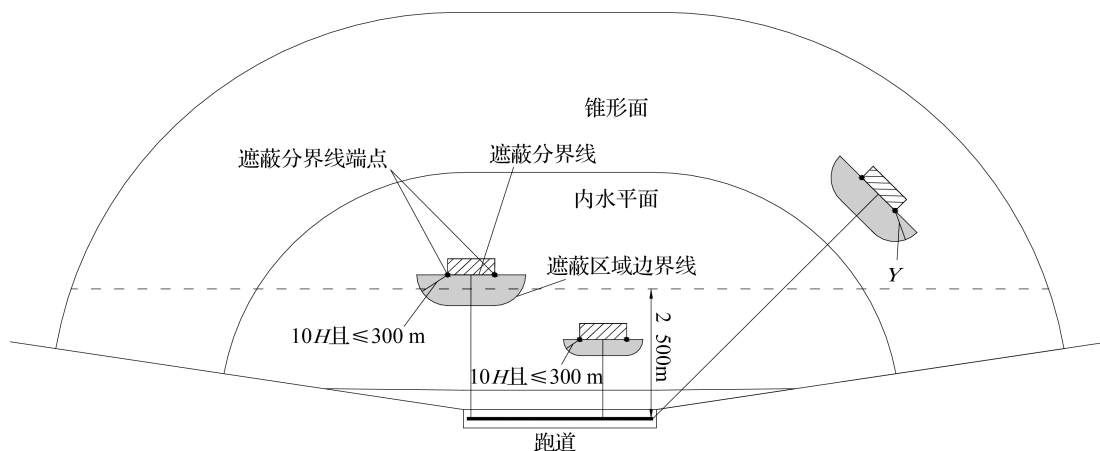 锥形面
遮蔽分界线端点
遮蔽分界线
内水平面
遮蔽区域边界线
Y
10H且≤300 m
2 500m
10H且≤300 m
跑道